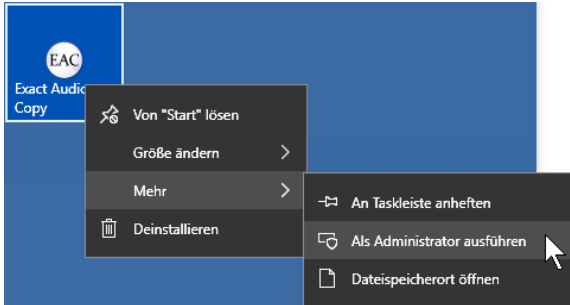 EAC
Exact Audio
Copy
Von "Start" lösen
Größe ändern
Mehr
Deinstallieren
An Taskleiste anheften
Als Administrator ausführen
Dateispeicherort öffnen